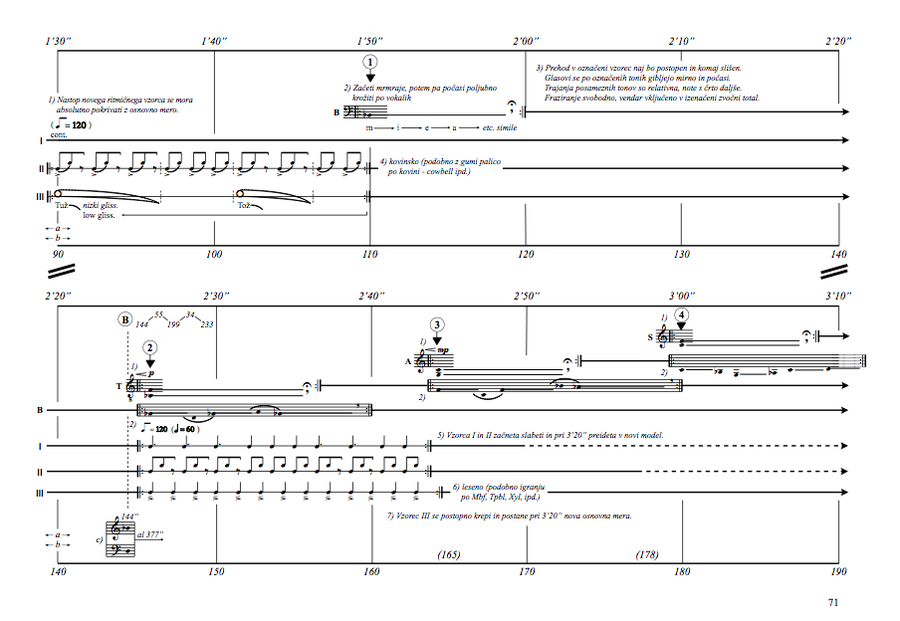 1'30" 1'40" 1'50" 2'00" 2'10" 2'20"
1
1) Nastop novega ritmičnega vzorca se mora
absolutno pokrivati z osnovno mero.
(♫ = 120 )
cont.
2) Začeti mrmraje, potem pa počasi poljubno
krožiti po vokalih
B
m i e a etc. simile
3) Prehod v označeni vzorec naj bo postopen in komaj slišen.
Glasovi se po označenih tonih gibljejo mirno in počasi.
Trajanja posameznih tonov so relativna, note s črto daljše.
Fraziranje svobodno, vendar vključeno v izenačeni zvočni total.
I
II
4) kovinsko (podobno z gumi palico
po kovini - cowbell ipd.)
III
Tuž nizki gliss. Tož
low gliss.
a
b
90 100 110 120 130 140
2'20" 2'30" 2'40" 2'50" 3'00" 3'10"
B 144 55 199 34 233
2
1) p
T
3
1) mp
A
4
1)
S
2)
2)
B
2) ♫ = 120 (♩ = 60 )
I
5) Vzorca I in II začneta slabeti in pri 3'20" preideta v novi model.
II
III
6) leseno (podobno igranju
po Mbf, Tpbl, Xyl, ipd.)
7) Vzorec III se postopno krepi in postane pri 3'20" nova osnovna mera.
144"
c) al 377"
a
b
(165) (178)
140 150 160 170 180 190
71